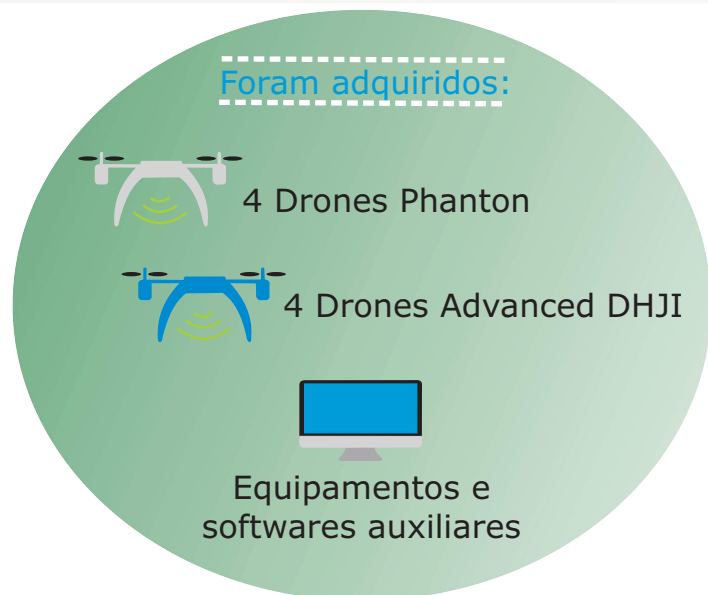 Foram adquiridos:
4 Drones Phanton
4 Drones Advanced DHJI
Equipamentos e
softwares auxiliares